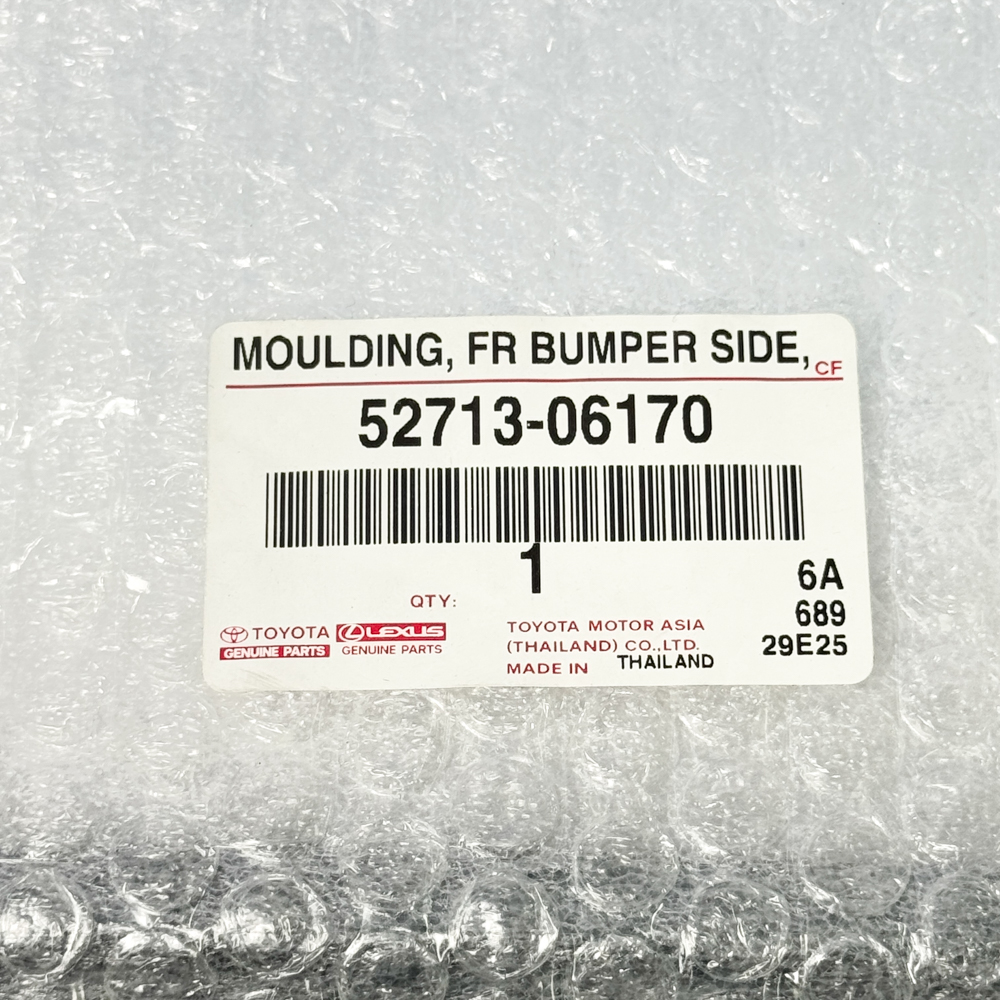 MOULDING, FR BUMPER SIDE, CF
52713-06170
1
QTY:
6A
689
29E25
TOYOTA
GENUINE PARTS
LEXUS
GENUINE PARTS
TOYOTA MOTOR ASIA
(THAILAND) CO.,LTD.
MADE IN THAILAND